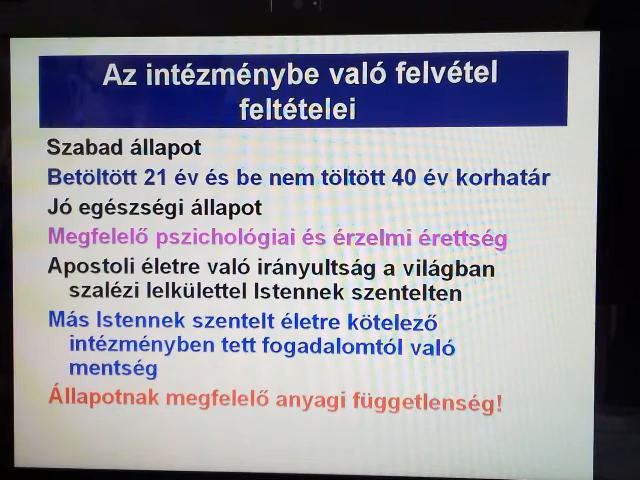 Az intézménybe való felvétel
feltételei
Szabad állapot
Betöltött 21 év és be nem töltött 40 év korhatár
Jó egészségi állapot
Megfelelő pszichológiai és érzelmi érettség
Apostoli életre való irányultság a világban
szalézi lelkülettel Istennek szentelten
Más Istennek szentelt életre kötelező
intézményben tett fogadalomtól való
mentség
Állapotnak megfelelő anyagi függetlenség!